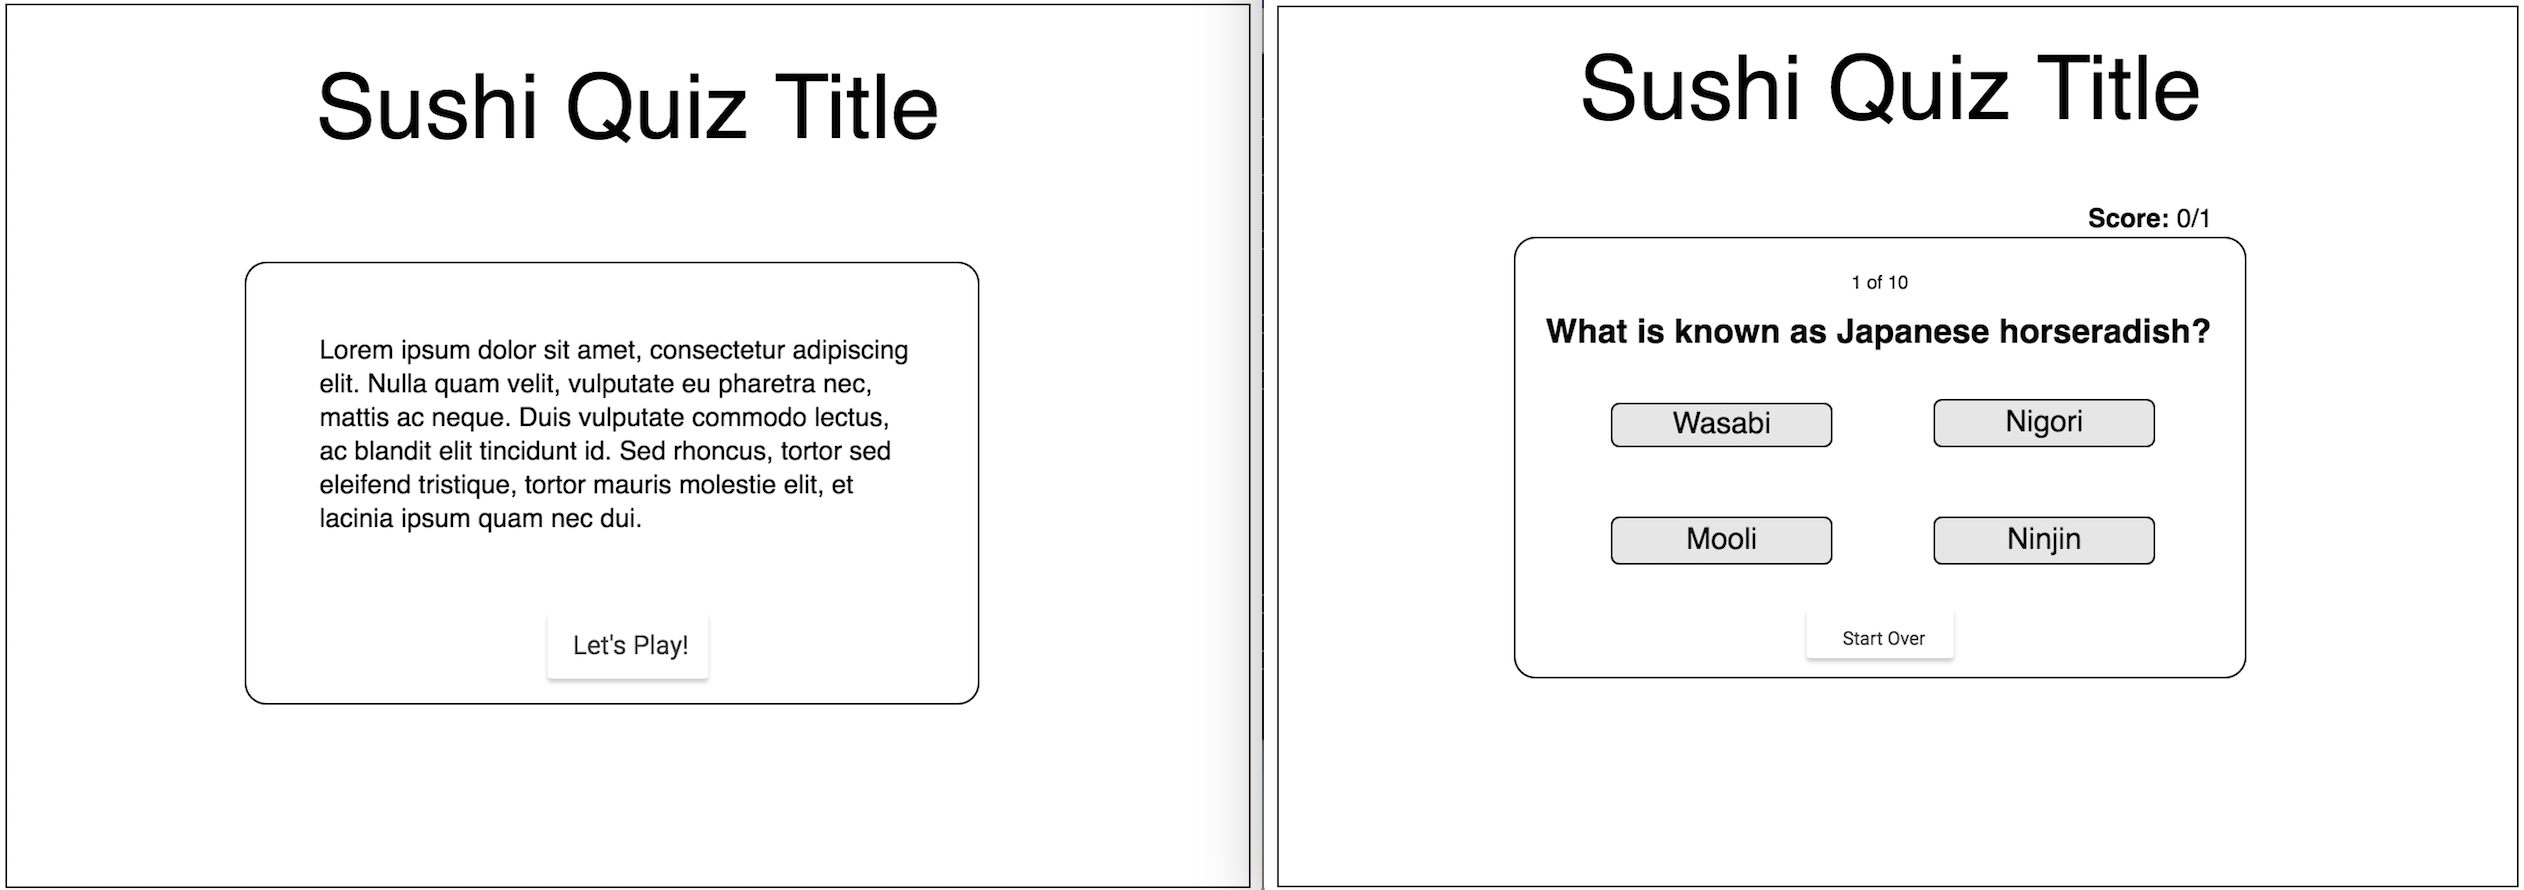 Sushi Quiz Title
Lorem ipsum dolor sit amet, consectetur adipiscing
elit. Nulla quam velit, vulputate eu pharetra nec,
mattis ac neque. Duis vulputate commodo lectus,
ac blandit elit tincidunt id. Sed rhoncus, tortor sed
eleifend tristique, tortor mauris molestie elit, et
lacinia ipsum quam nec dui.
Let's Play!
Sushi Quiz Title
Score: 0/1
1 of 10
What is known as Japanese horseradish?
Wasabi
Nigori
Mooli
Ninjin
Start Over